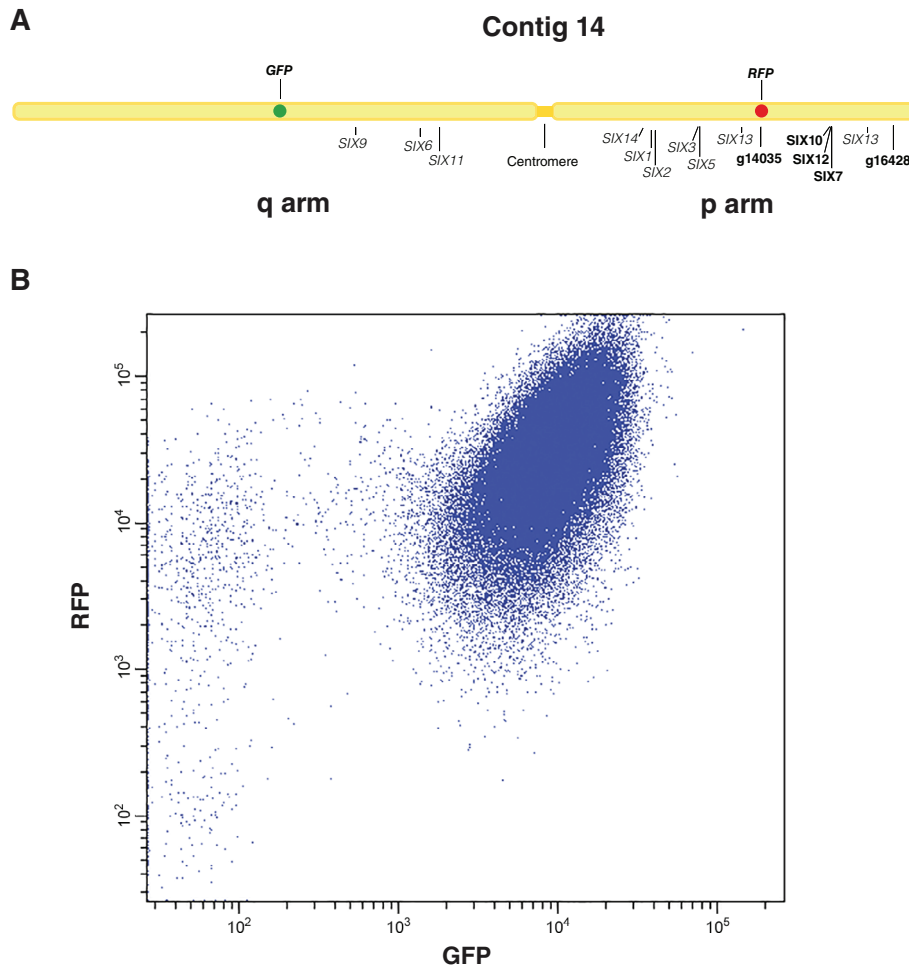 A
Contig 14
GFP
RFP
SIX9
SIX6
SIX11
Centromere
SIX14
SIX1
SIX2
SIX3
SIX5
SIX13
g14035
SIX10
SIX12
SIX7
SIX13
g16428
q arm
p arm
B
10^5
10^4
10^3
10^2
RFP
10^2
10^3
10^4
10^5
GFP